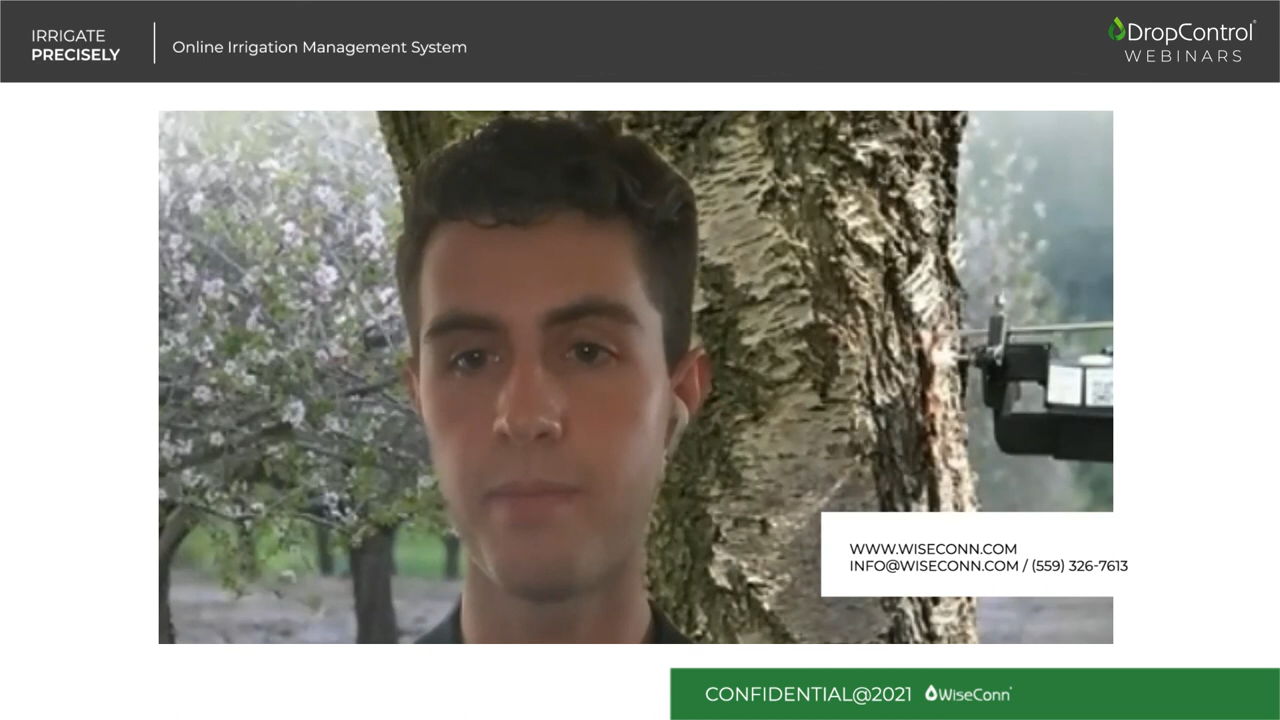 IRRIGATE
PRECISELY
Online Irrigation Management System
DropControl®
WEBINARS
WWW.WISECONN.COM
INFO@WISECONN.COM / (559) 326-7613
CONFIDENTIAL@2021 WiseConn®